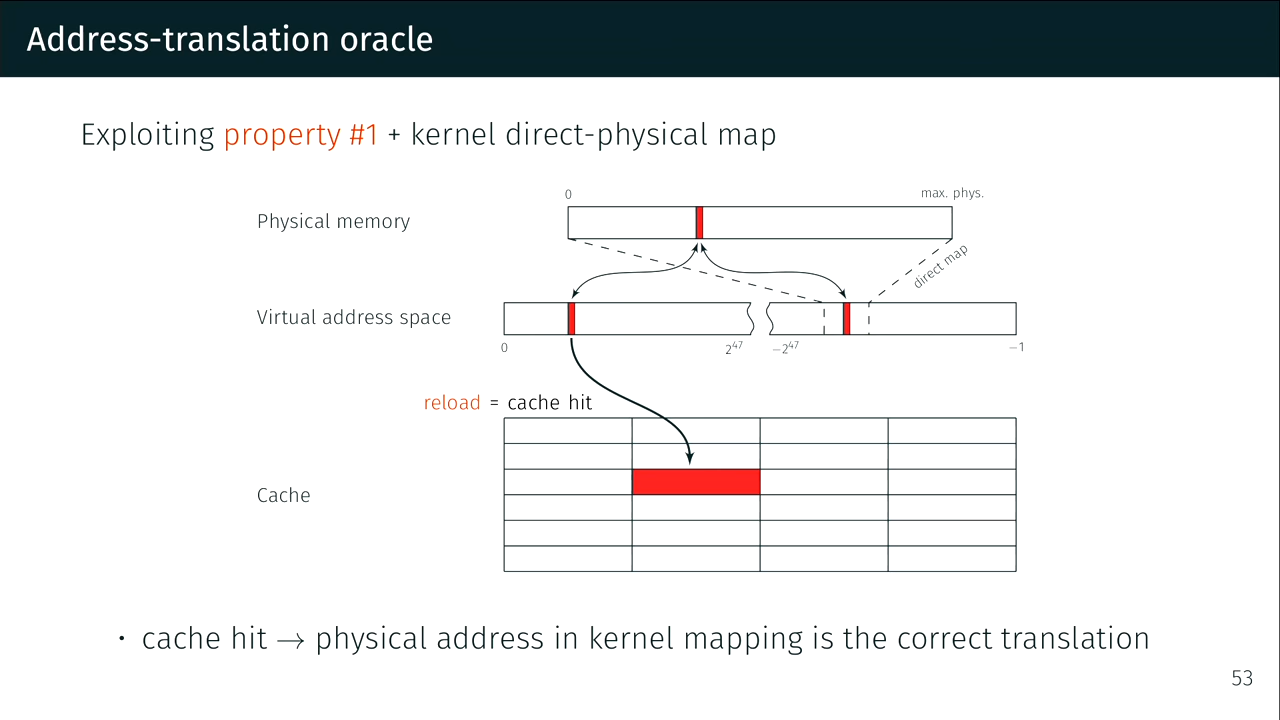 Address-translation oracle
Exploiting property #1 + kernel direct-physical map
0
max. phys.
Physical memory
direct map
Virtual address space
0
2^47
−2^47
−1
reload = cache hit
Cache
• cache hit → physical address in kernel mapping is the correct translation
53